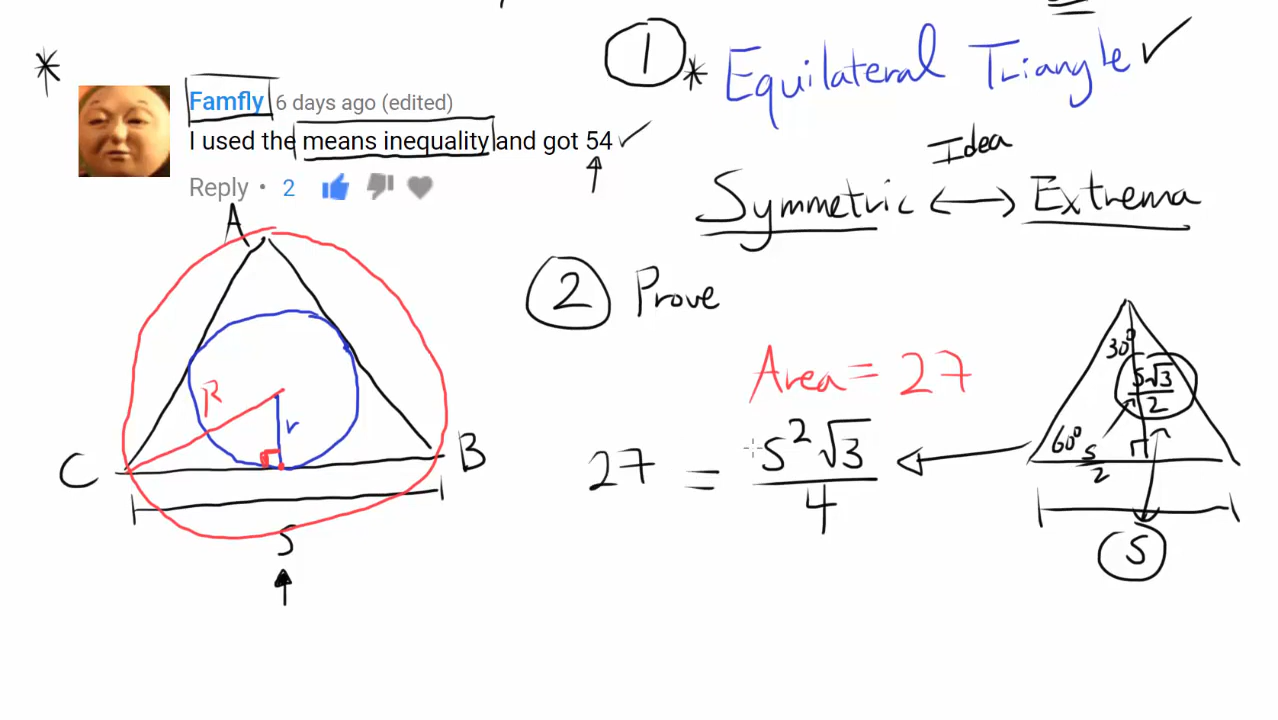 *
Famfly 6 days ago (edited)
I used the means inequality and got 54 ✓
Reply • 2
① * Equilateral Triangle ✓
Idea
Symmetric ⟷ Extrema
② Prove
Area = 27
27 = s²√3 / 4
A
R
r
C
B
s
30°
s√3 / 2
60°
s / 2
s